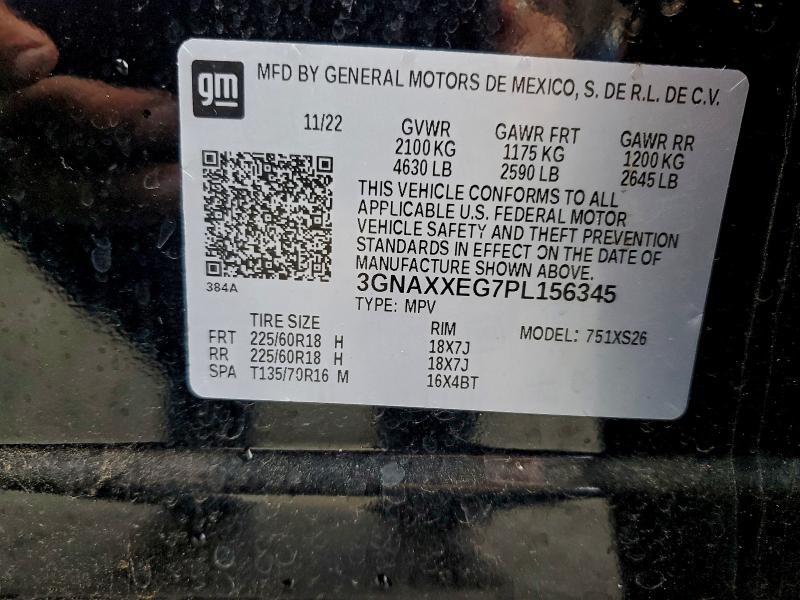 gm
MFD BY GENERAL MOTORS DE MEXICO, S. DE R.L. DE C.V.
11/22 GVWR GAWR FRT GAWR RR
2100 KG 1175 KG 1200 KG
4630 LB 2590 LB 2645 LB
THIS VEHICLE CONFORMS TO ALL
APPLICABLE U.S. FEDERAL MOTOR
VEHICLE SAFETY AND THEFT PREVENTION
STANDARDS IN EFFECT ON THE DATE OF
MANUFACTURE SHOWN ABOVE.
384A
3GNAXXEG7PL156345
TYPE: MPV
TIRE SIZE RIM MODEL: 751XS26
FRT 225/60R18 H 18X7J
RR 225/60R18 H 18X7J
SPA T135/70R16 M 16X4BT